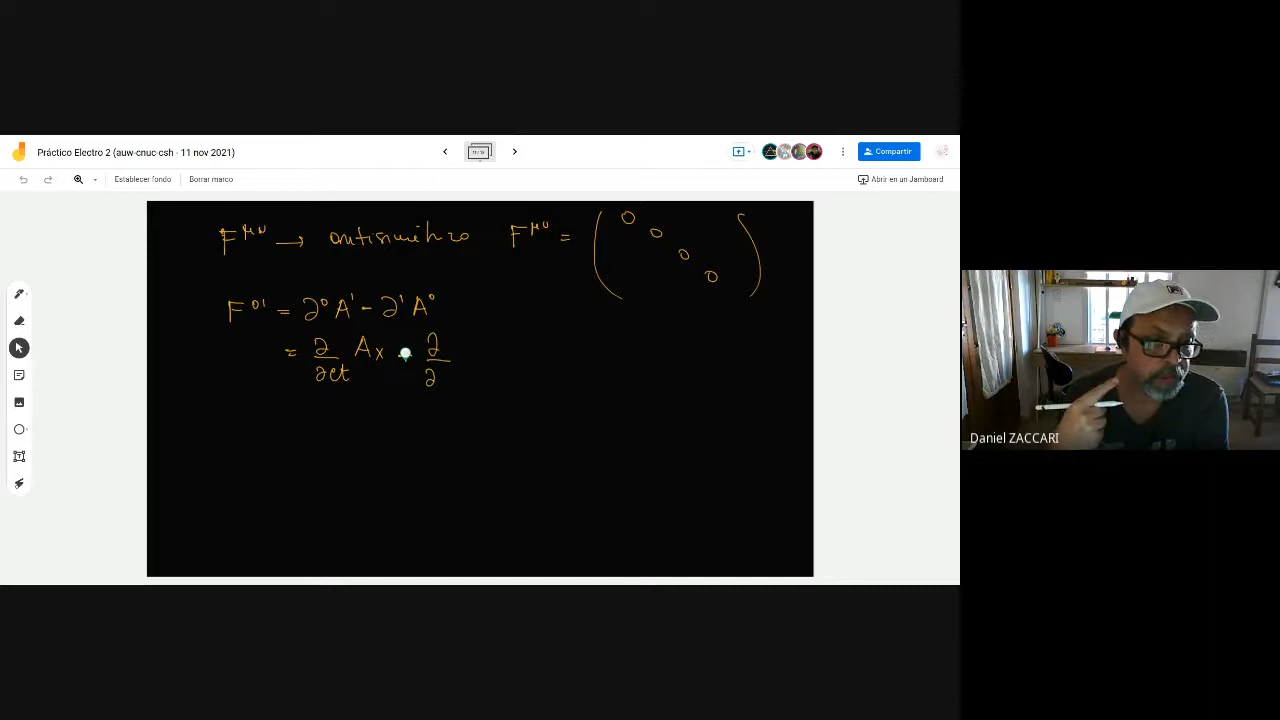 Práctico Electro 2 (auw-cnuc-csh - 11 nov 2021)
Compartir
Establecer fondo
Borrar marco
Abrir en un Jamboard
F^{μν} → antisimétrico F^{μν} = ( 0 0 0 0 )
F^{01} = ∂^0 A^1 - ∂^1 A^0
= ∂/∂ct A_x ∂/∂
Daniel ZACCARI